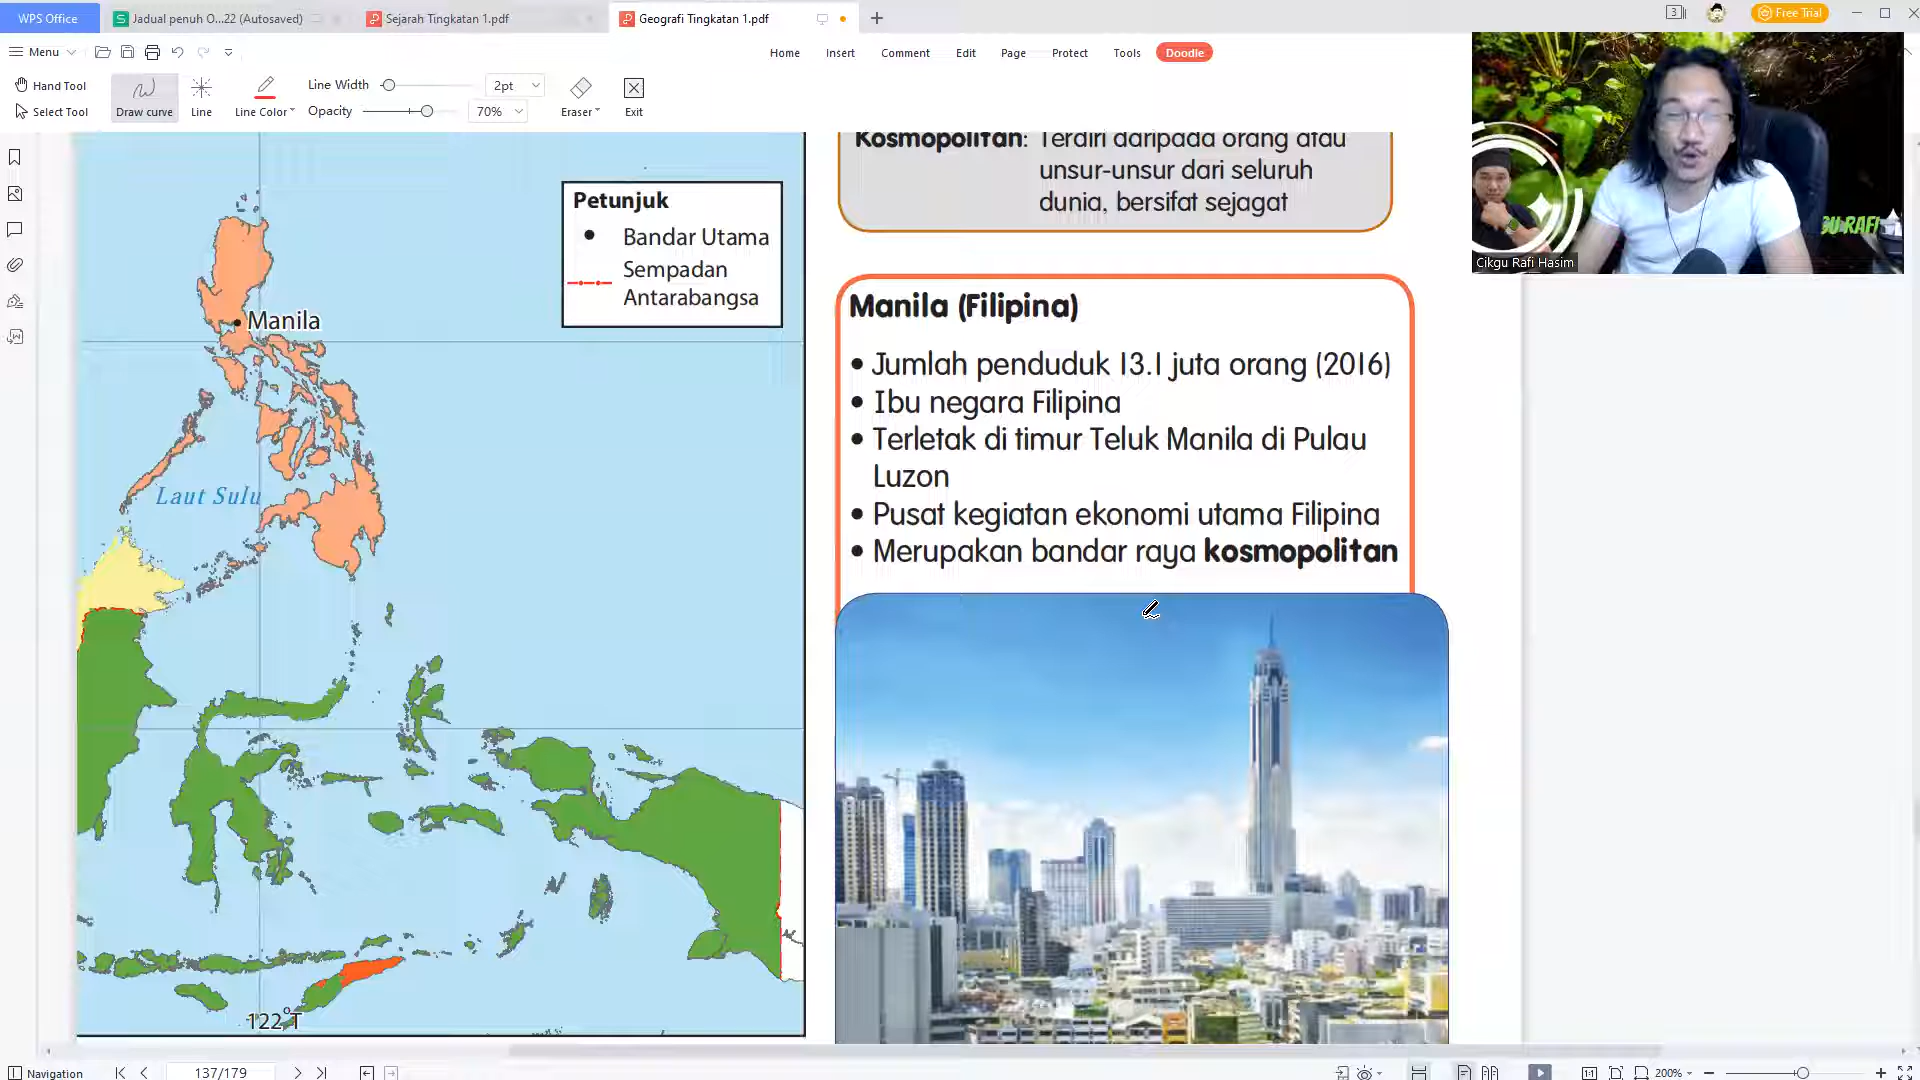 WPS Office
Jadual penuh O...22 (Autosaved)
Sejarah Tingkatan 1.pdf
Geografi Tingkatan 1.pdf
3
Free Trial
Menu
Home
Insert
Comment
Edit
Page
Protect
Tools
Doodle
Hand Tool
Select Tool
Draw curve
Line
Line Color
Line Width
2pt
Opacity
70%
Eraser
Exit
Petunjuk
Bandar Utama
Sempadan
Antarabangsa
Manila
Laut Sulu
122°T
Kosmopolitan: Terdiri daripada orang atau
unsur-unsur dari seluruh
dunia, bersifat sejagat
Manila (Filipina)
• Jumlah penduduk 13.1 juta orang (2016)
• Ibu negara Filipina
• Terletak di timur Teluk Manila di Pulau
Luzon
• Pusat kegiatan ekonomi utama Filipina
• Merupakan bandar raya kosmopolitan
GU RAFI
Cikgu Rafi Hasim
Navigation
137/179
1:1
200%